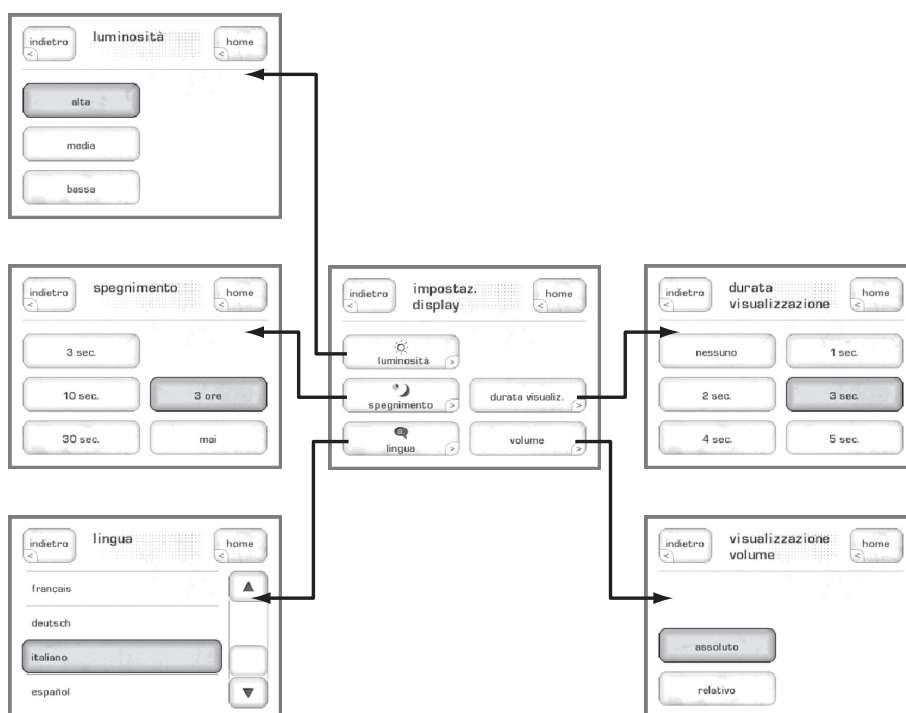 indietro
luminosità
home
<
<
alta
media
bassa
indietro
spegnimento
home
<
<
3 sec.
10 sec.
3 ore
30 sec.
mai
indietro
impostaz.
display
home
<
<
luminosità
>
spegnimento
>
durata visualiz.
>
lingua
>
volume
>
indietro
durata
visualizzazione
home
<
<
nessuno
1 sec.
2 sec.
3 sec.
4 sec.
5 sec.
indietro
lingua
home
<
<
français
deutsch
italiano
español
indietro
visualizzazione
volume
home
<
<
assoluto
relativo